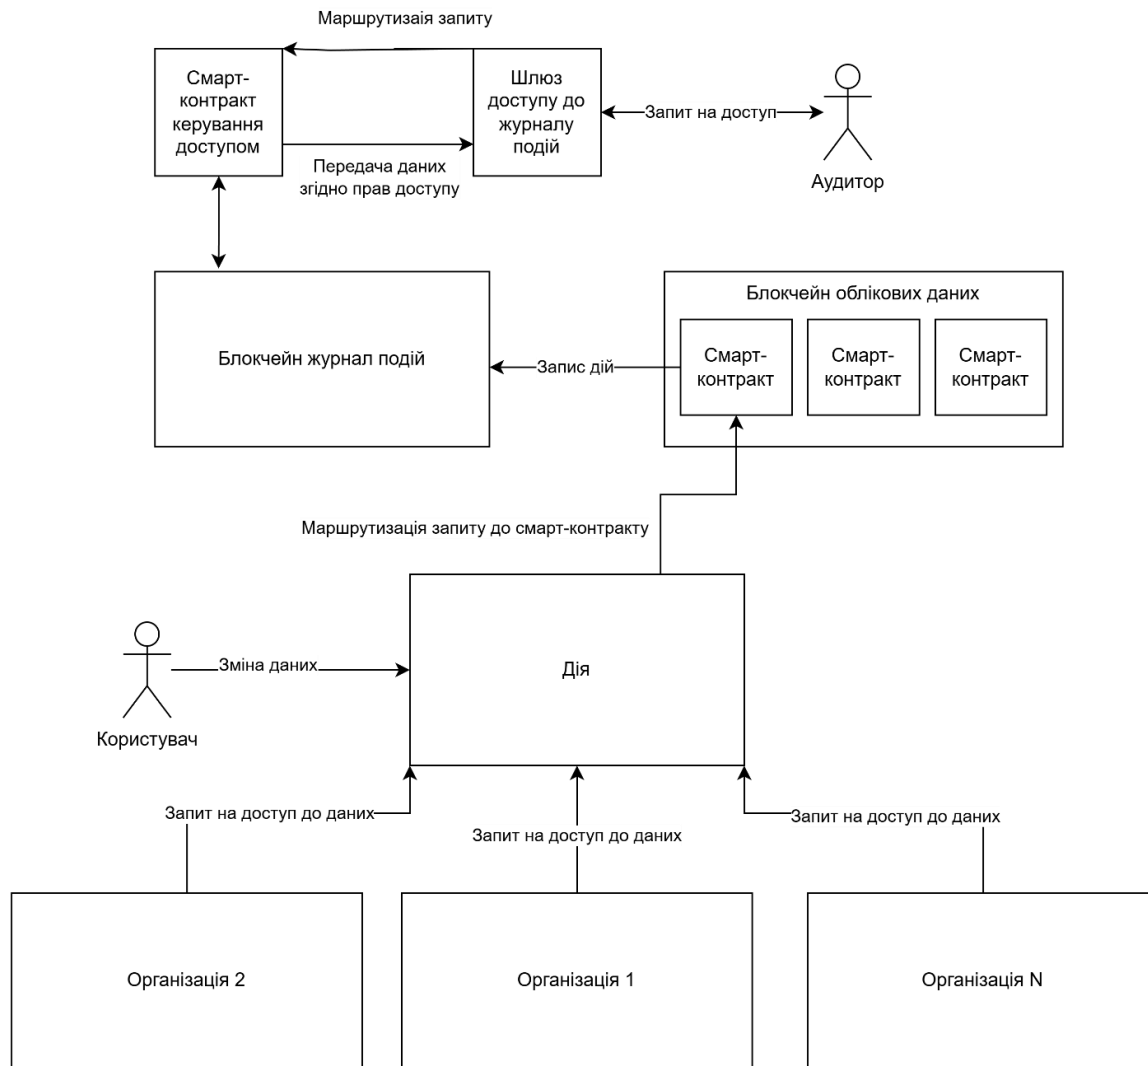 Маршрутизаія запиту
Смарт-
контракт
керування
доступом
Шлюз
доступу до
журналу
подій
Запит на доступ
Передача даних
згідно прав доступу
Аудитор
Блокчейн облікових даних
Блокчейн журнал подій
Запис дій
Смарт-
контракт
Смарт-
контракт
Смарт-
контракт
Маршрутизація запиту до смарт-контракту
Зміна даних
Дія
Користувач
Запит на доступ до даних
Запит на доступ до даних
Запит на доступ до даних
Організація 2
Організація 1
Організація N